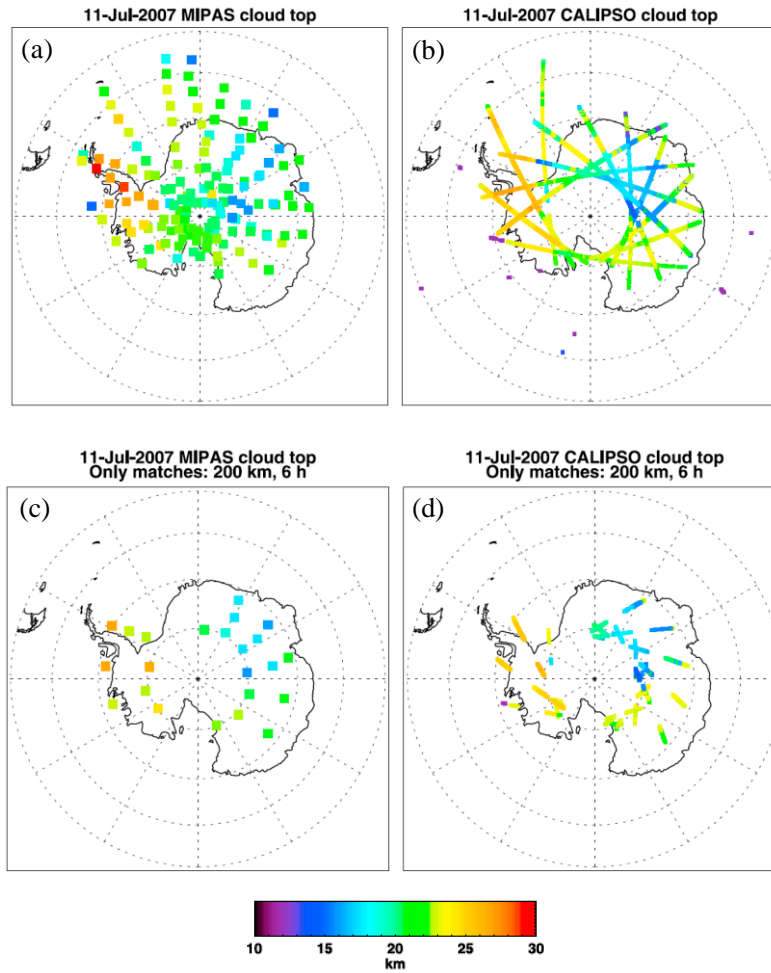 11-Jul-2007 MIPAS cloud top
11-Jul-2007 CALIPSO cloud top
(a)
(b)
11-Jul-2007 MIPAS cloud top
Only matches: 200 km, 6 h
11-Jul-2007 CALIPSO cloud top
Only matches: 200 km, 6 h
(c)
(d)
10 15 20 25 30
km